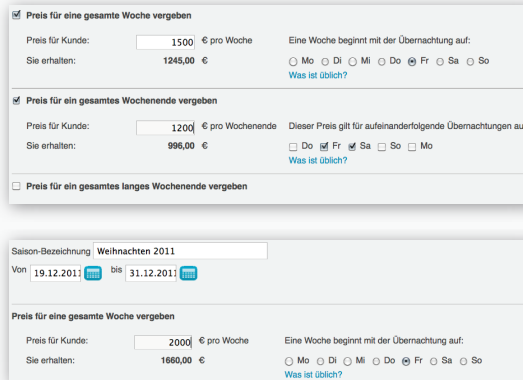 Preis für eine gesamte Woche vergeben
Preis für Kunde: 1500 € pro Woche Eine Woche beginnt mit der Übernachtung auf:
Sie erhalten: 1245,00 € Mo Di Mi Do Fr Sa So
Was ist üblich?
Preis für ein gesamtes Wochenende vergeben
Preis für Kunde: 1200 € pro Wochenende Dieser Preis gilt für aufeinanderfolgende Übernachtungen au
Sie erhalten: 996,00 € Do Fr Sa So Mo
Was ist üblich?
Preis für ein gesamtes langes Wochenende vergeben
Saison-Bezeichnung Weihnachten 2011
Von 19.12.2011 bis 31.12.2011
Preis für eine gesamte Woche vergeben
Preis für Kunde: 2000 € pro Woche Eine Woche beginnt mit der Übernachtung auf:
Sie erhalten: 1660,00 € Mo Di Mi Do Fr Sa So
Was ist üblich?